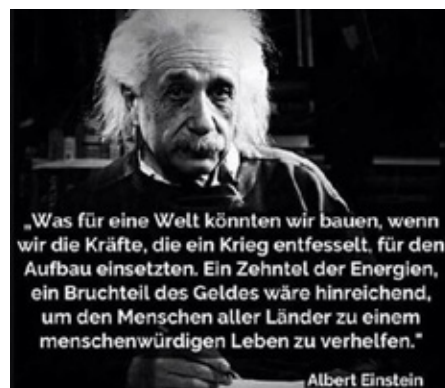 „Was für eine Welt könnten wir bauen, wenn
wir die Kräfte, die ein Krieg entfesselt, für den
Aufbau einsetzten. Ein Zehntel der Energien,
ein Bruchteil des Geldes wäre hinreichend,
um den Menschen aller Länder zu einem
menschenwürdigen Leben zu verhelfen."
Albert Einstein